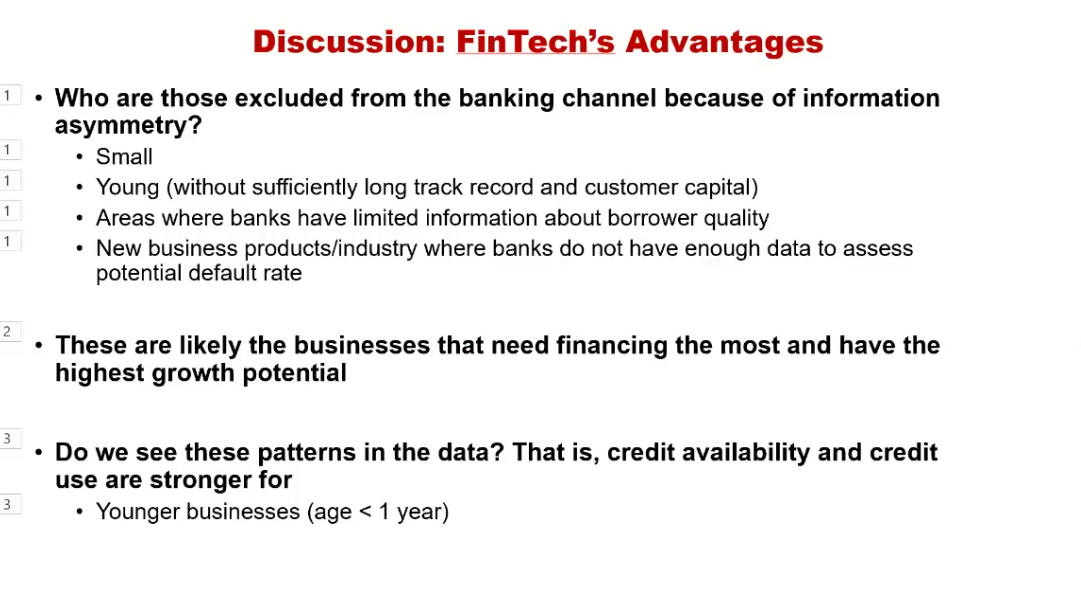 Discussion: FinTech's Advantages
1
• Who are those excluded from the banking channel because of information
asymmetry?
1
• Small
1
• Young (without sufficiently long track record and customer capital)
1
• Areas where banks have limited information about borrower quality
1
• New business products/industry where banks do not have enough data to assess
potential default rate
2
• These are likely the businesses that need financing the most and have the
highest growth potential
3
• Do we see these patterns in the data? That is, credit availability and credit
use are stronger for
3
• Younger businesses (age < 1 year)